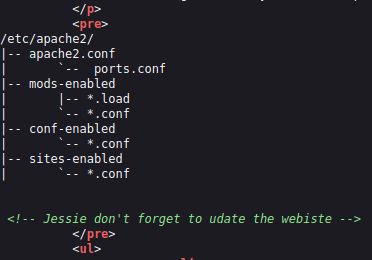 </p>
<pre>
/etc/apache2/
|-- apache2.conf
|       `--  ports.conf
|-- mods-enabled
|       |-- *.load
|       `-- *.conf
|-- conf-enabled
|       `-- *.conf
|-- sites-enabled
|       `-- *.conf
<!-- Jessie don't forget to udate the webiste -->
</pre>
<ul>